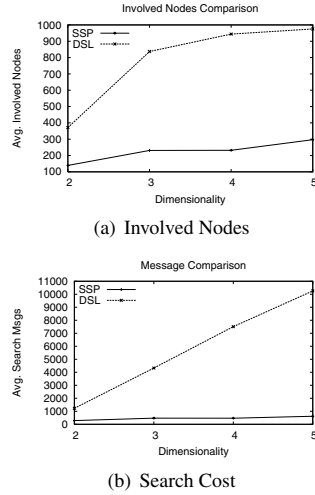 Involved Nodes Comparison
1000
900
800
700
600
500
400
300
200
100
Avg. Involved Nodes
SSP
DSL
2 3 4 5
Dimensionality
(a) Involved Nodes
Message Comparison
11000
10000
9000
8000
7000
6000
5000
4000
3000
2000
1000
0
Avg. Search Msgs
SSP
DSL
2 3 4 5
Dimensionality
(b) Search Cost